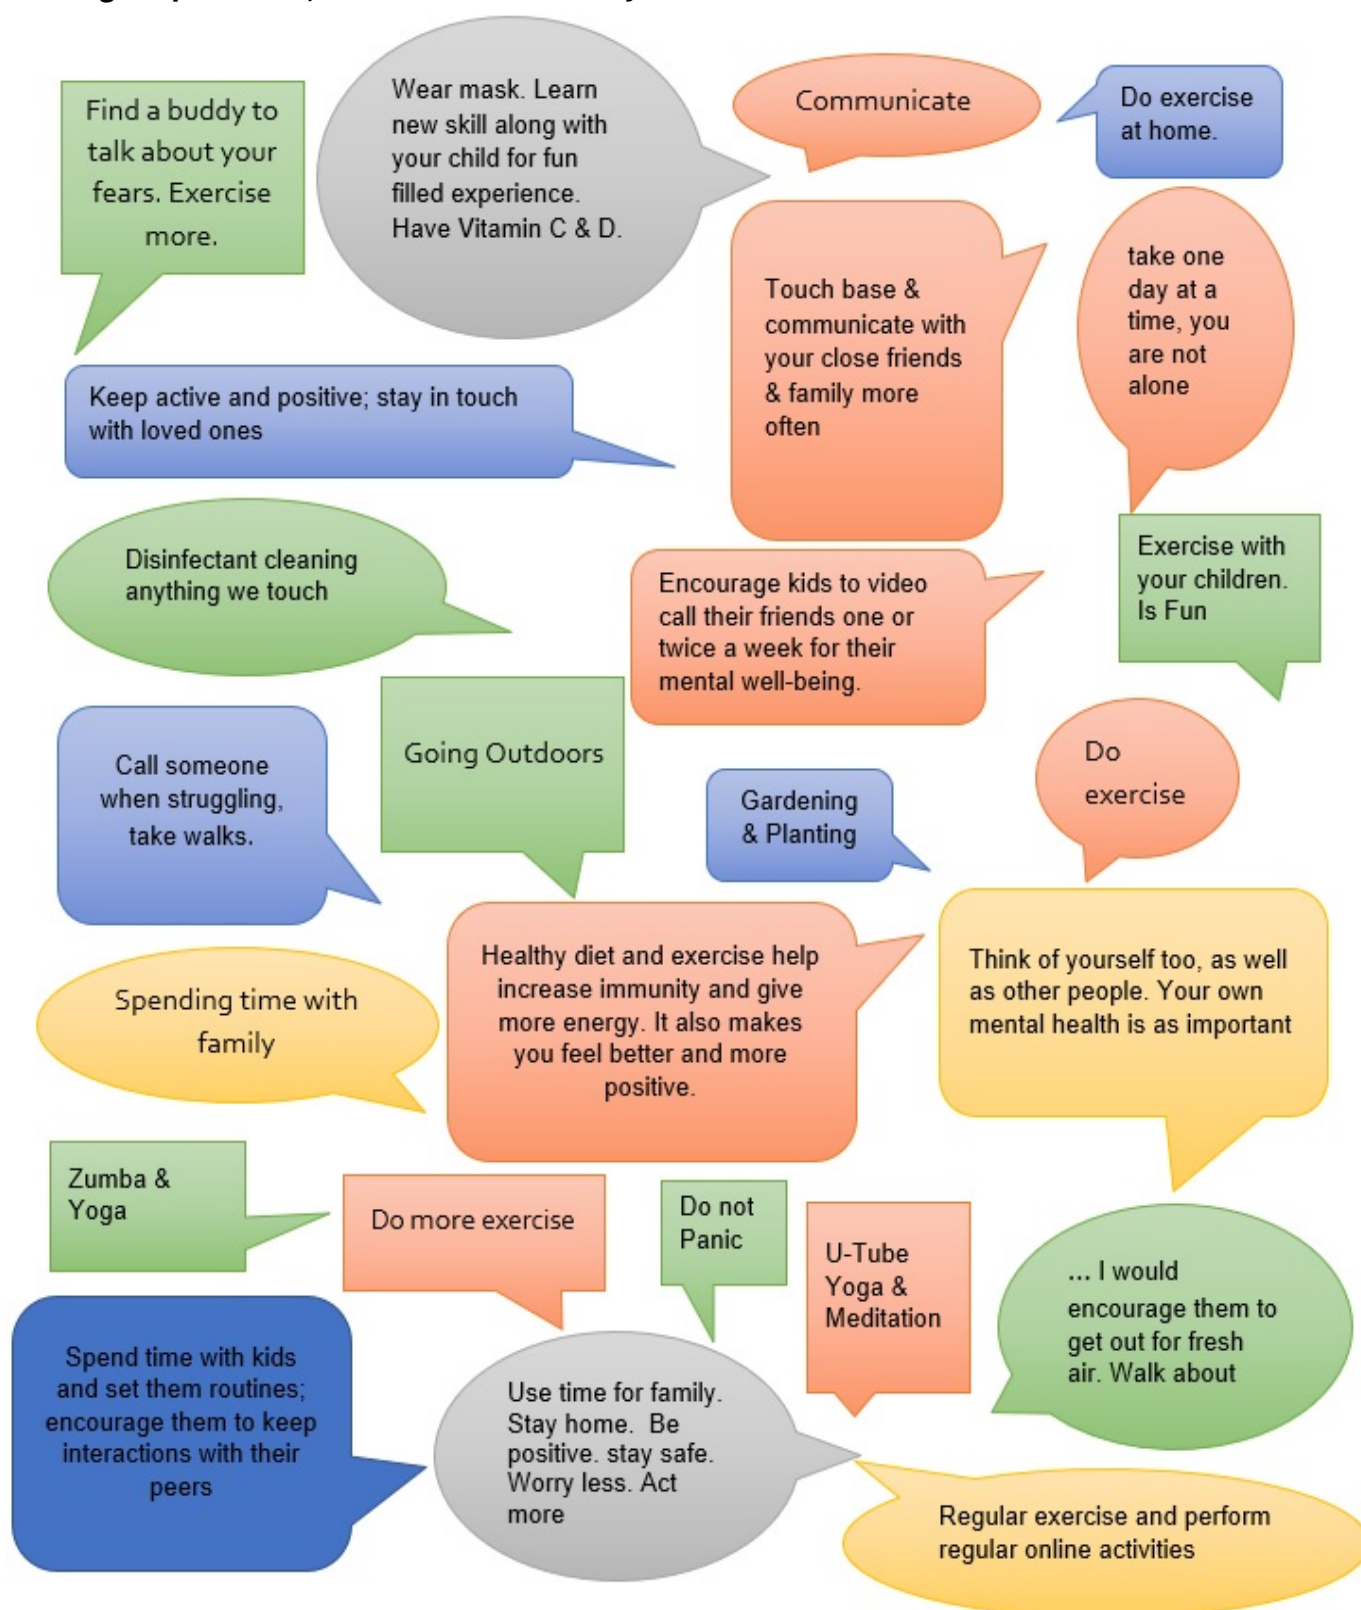 Find a buddy to
talk about your
fears. Exercise
more.
Wear mask. Learn
new skill along with
your child for fun
filled experience.
Have Vitamin C & D.
Communicate
Do exercise
at home.
Touch base &
communicate with
your close friends
& family more
often
take one
day at a
time, you
are not
alone
Keep active and positive; stay in touch
with loved ones
Disinfectant cleaning
anything we touch
Encourage kids to video
call their friends one or
twice a week for their
mental well-being.
Exercise with
your children.
Is Fun
Call someone
when struggling,
take walks.
Going Outdoors
Gardening
& Planting
Do
exercise
Spending time with
family
Healthy diet and exercise help
increase immunity and give
more energy. It also makes
you feel better and more
positive.
Think of yourself too, as well
as other people. Your own
mental health is as important
Zumba &
Yoga
Do more exercise
Do not
Panic
U-Tube
Yoga &
Meditation
... I would
encourage them to
get out for fresh
air. Walk about
Spend time with kids
and set them routines;
encourage them to keep
interactions with their
peers
Use time for family.
Stay home.  Be
positive. stay safe.
Worry less. Act
more
Regular exercise and perform
regular online activities